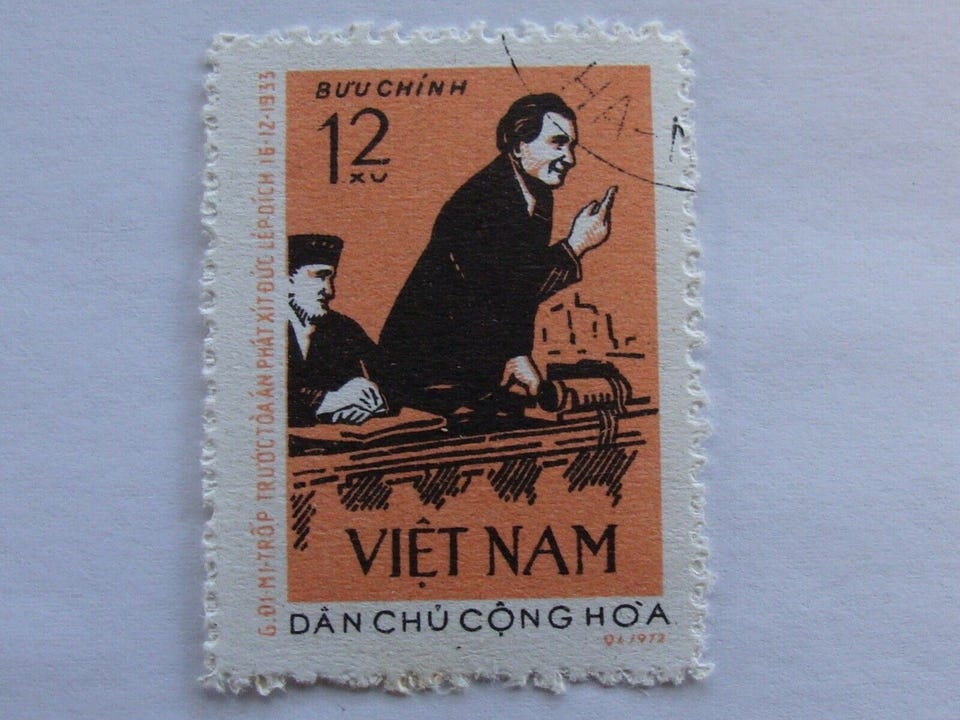 BƯU CHÍNH
12
XU
HA-
G.ĐI-MI-TRỐP TRƯỚC TÒA ÁN PHÁT XÍT ĐỨC LÉP-DÍCH 16-12-1933
VIỆT NAM
DÂN CHỦ CỘNG HÒA